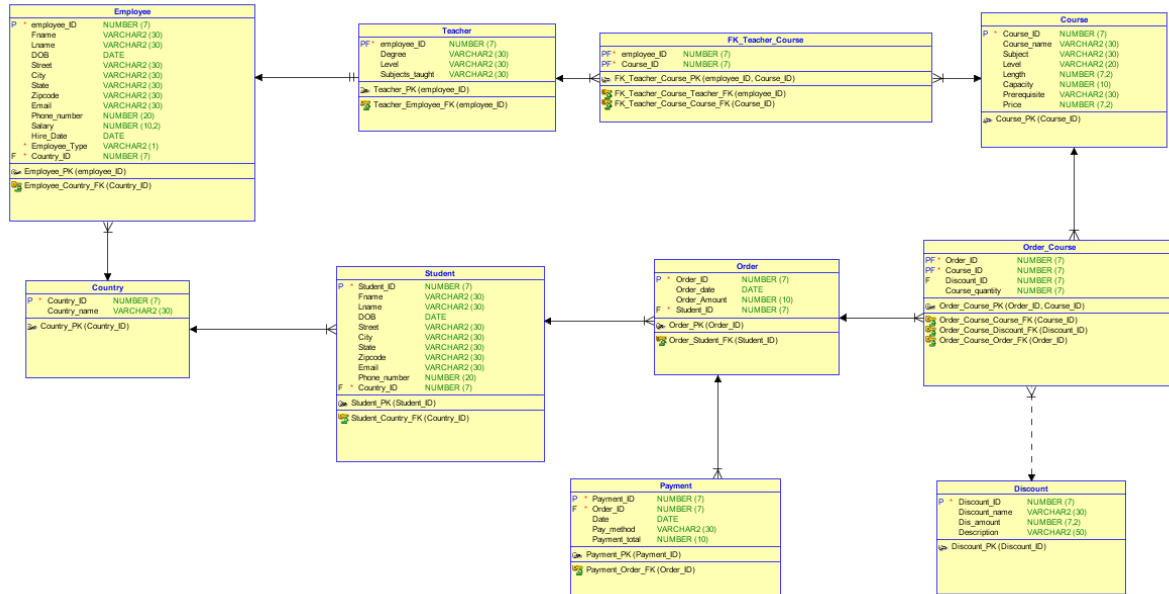 Employee
P * employee_ID NUMBER (7)
Fname VARCHAR2 (30)
Lname VARCHAR2 (30)
DOB DATE
Street VARCHAR2 (30)
City VARCHAR2 (30)
State VARCHAR2 (30)
Zipcode VARCHAR2 (30)
Email VARCHAR2 (30)
Phone_number NUMBER (20)
Salary NUMBER (10,2)
Hire_Date DATE
* Employee_Type VARCHAR2 (1)
F * Country_ID NUMBER (7)
Employee_PK (employee_ID)
Employee_Country_FK (Country_ID)
Teacher
PF* employee_ID NUMBER (7)
Degree VARCHAR2 (30)
Level VARCHAR2 (30)
Subjects_taught VARCHAR2 (30)
Teacher_PK (employee_ID)
Teacher_Employee_FK (employee_ID)
FK_Teacher_Course
PF* employee_ID NUMBER (7)
PF* Course_ID NUMBER (7)
FK_Teacher_Course_PK (employee_ID, Course_ID)
FK_Teacher_Course_Teacher_FK (employee_ID)
FK_Teacher_Course_Course_FK (Course_ID)
Course
P * Course_ID NUMBER (7)
Course_name VARCHAR2 (30)
Subject VARCHAR2 (30)
Level VARCHAR2 (20)
Length NUMBER (7,2)
Capacity NUMBER (10)
Prerequisite VARCHAR2 (30)
Price NUMBER (7,2)
Course_PK (Course_ID)
Country
P * Country_ID NUMBER (7)
Country_name VARCHAR2 (30)
Country_PK (Country_ID)
Student
P * Student_ID NUMBER (7)
Fname VARCHAR2 (30)
Lname VARCHAR2 (30)
DOB DATE
Street VARCHAR2 (30)
City VARCHAR2 (30)
State VARCHAR2 (30)
Zipcode VARCHAR2 (30)
Email VARCHAR2 (30)
Phone_number NUMBER (20)
F * Country_ID NUMBER (7)
Student_PK (Student_ID)
Student_Country_FK (Country_ID)
Order
P * Order_ID NUMBER (7)
Order_date DATE
Order_Amount NUMBER (10)
F * Student_ID NUMBER (7)
Order_PK (Order_ID)
Order_Student_FK (Student_ID)
Order_Course
PF* Order_ID NUMBER (7)
PF* Course_ID NUMBER (7)
F Discount_ID NUMBER (7)
Course_quantity NUMBER (7)
Order_Course_PK (Order_ID, Course_ID)
Order_Course_Course_FK (Course_ID)
Order_Course_Discount_FK (Discount_ID)
Order_Course_Order_FK (Order_ID)
Payment
P * Payment_ID NUMBER (7)
F * Order_ID NUMBER (7)
Date DATE
Pay_method VARCHAR2 (30)
Payment_total NUMBER (10)
Payment_PK (Payment_ID)
Payment_Order_FK (Order_ID)
Discount
P * Discount_ID NUMBER (7)
Discount_name VARCHAR2 (30)
Dis_amount NUMBER (7,2)
Description VARCHAR2 (50)
Discount_PK (Discount_ID)